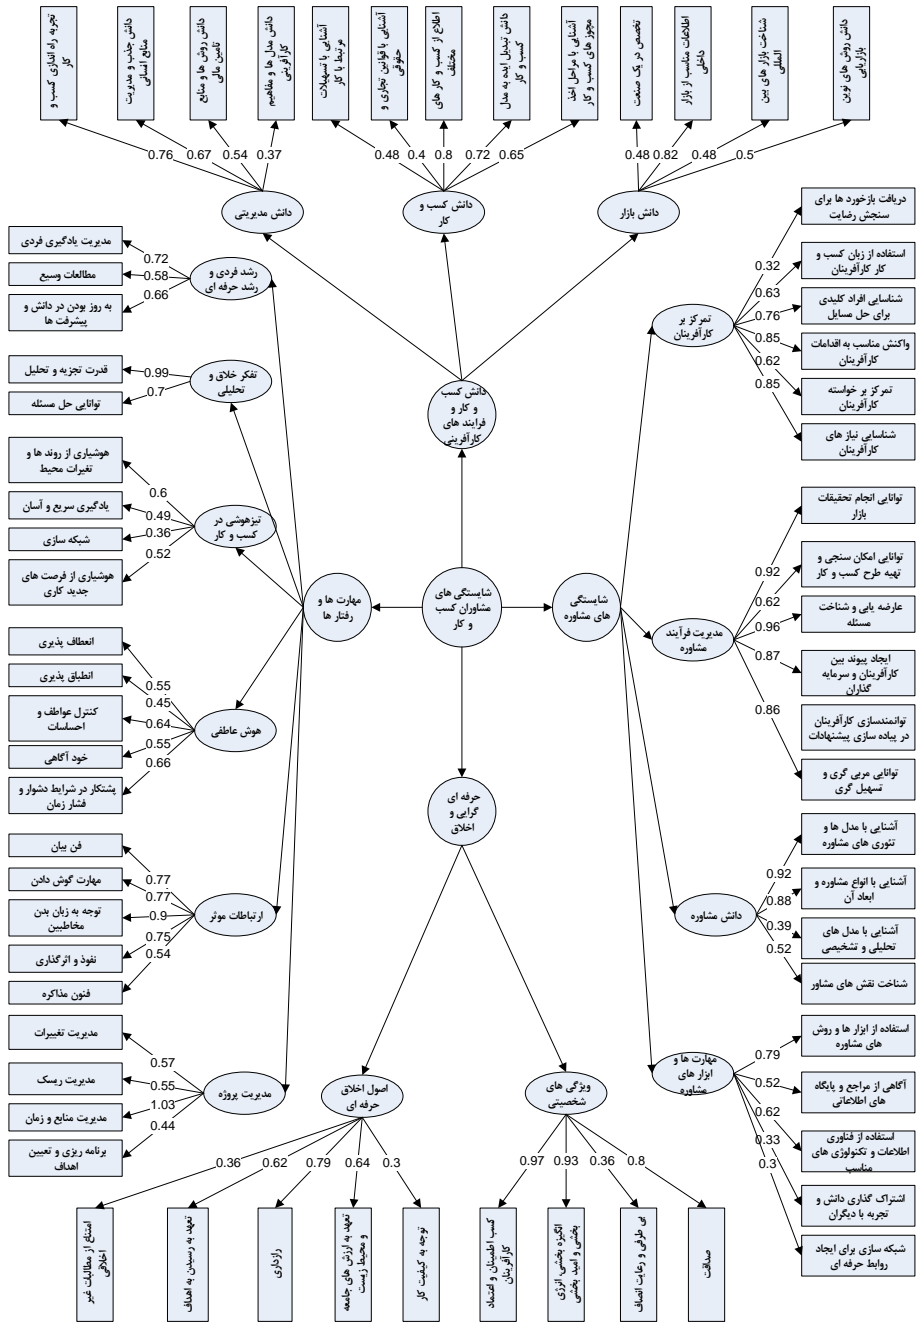 تجربه راه اندازی کسب و
کار
دانش جذب و مدیریت
منابع انسانی
دانش روش ها و منابع
تامین مالی
دانش مدل ها و مفاهیم
کارآفرینی
آشنایی با تسهیلات
مرتبط با کار
آشنایی با قوانین تجاری و
حقوقی
اطلاع از کسب و کار های
مختلف
دانش تبدیل ایده به مدل
کسب و کار
آشنایی با مراحل اخذ
مجوز های کسب و کار
تخصص در یک صنعت
اطلاعات مناسب از بازار
داخلی
شناخت بازار های بین
المللی
دانش روش های نوین
بازاریابی
0.76
0.67
0.54
0.37
0.48
0.4
0.8
0.72
0.65
0.48
0.82
0.48
0.5
دانش مدیریتی
دانش کسب و
کار
دانش بازار
دریافت بازخورد ها برای
سنجش رضایت
استفاده از زبان کسب و
کار کارآفرینان
شناسایی افراد کلیدی
برای حل مسایل
واکنش مناسب به اقدامات
کارآفرینان
تمرکز بر خواسته
کارآفرینان
شناسایی نیاز های
کارآفرینان
0.32
0.63
0.76
0.85
0.62
0.85
تمرکز بر
کارآفرینان
مدیریت یادگیری فردی
مطالعات وسیع
به روز بودن در دانش و
پیشرفت ها
0.72
0.58
0.66
رشد فردی و
رشد حرفه ای
قدرت تجزیه و تحلیل
توانایی حل مسئله
0.99
0.7
تفکر خلاق و
تحلیلی
دانش کسب
و کار و
فرایند های
کارآفرینی
هوشیاری از روند ها و
تغیرات محیط
یادگیری سریع و آسان
شبکه سازی
هوشیاری از فرصت های
جدید کاری
0.6
0.49
0.36
0.52
تیزهوشی در
کسب و کار
توانایی انجام تحقیقات
بازار
توانایی امکان سنجی و
تهیه طرح کسب و کار
عارضه یابی و شناخت
مسئله
ایجاد پیوند بین
کارآفرینان و سرمایه
گذاران
توانمندسازی کارآفرینان
در پیاده سازی پیشنهادات
توانایی مربی گری و
تسهیل گری
0.92
0.62
0.96
0.87
0.86
مدیریت فرآیند
مشاوره
شایستگی
های مشاوره
شایستگی های
مشاوران کسب
و کار
مهارت ها و
رفتار ها
انعطاف پذیری
انطباق پذیری
کنترل عواطف و
احساسات
خود آگاهی
پشتکار در شرایط دشوار و
فشار زمان
0.55
0.45
0.64
0.55
0.66
هوش عاطفی
حرفه ای
گرایی و
اخلاق
آشنایی با مدل ها و
تئوری های مشاوره
آشنایی با انواع مشاوره و
ابعاد آن
آشنایی با مدل های
تحلیلی و تشخیصی
شناخت نقش های مشاور
0.92
0.88
0.39
0.52
دانش مشاوره
فن بیان
مهارت گوش دادن
توجه به زبان بدن
مخاطبین
نفوذ و اثرگذاری
فنون مذاکره
0.77
0.77
0.9
0.75
0.54
ارتباطات موثر
استفاده از ابزار ها و روش
های مشاوره
آگاهی از مراجع و پایگاه
های اطلاعاتی
استفاده از فناوری
اطلاعات و تکنولوژی های
مناسب
اشتراک گذاری دانش و
تجربه با دیگران
شبکه سازی برای ایجاد
روابط حرفه ای
0.79
0.52
0.62
0.33
0.3
مهارت ها و
ابزار های
مشاوره
مدیریت تغییرات
مدیریت ریسک
مدیریت منابع و زمان
برنامه ریزی و تعیین
اهداف
0.57
0.55
1.03
0.44
مدیریت پروژه
اصول اخلاق
حرفه ای
ویژگی های
شخصیتی
0.36
0.62
0.79
0.64
0.3
0.97
0.93
0.36
0.8
امتناع از مطالبات غیر
اخلاقی
تعهد به رسیدن به اهداف
رازداری
تعهد به ارزش های جامعه
و محیط زیست
توجه به کیفیت کار
کسب اطمینان و اعتماد
کارآفرینان
انگیزه بخشی، انرژی
بخشی و امید بخشی
بی طرفی و رعایت انصاف
صداقت